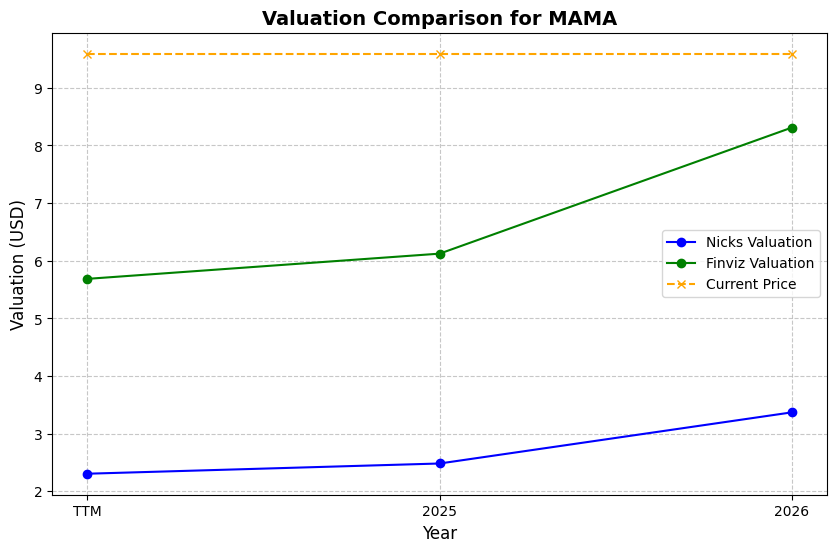 Valuation Comparison for MAMA
Valuation (USD)
9
8
7
6
5
4
3
2
Nicks Valuation
Finviz Valuation
Current Price
TTM
2025
2026
Year